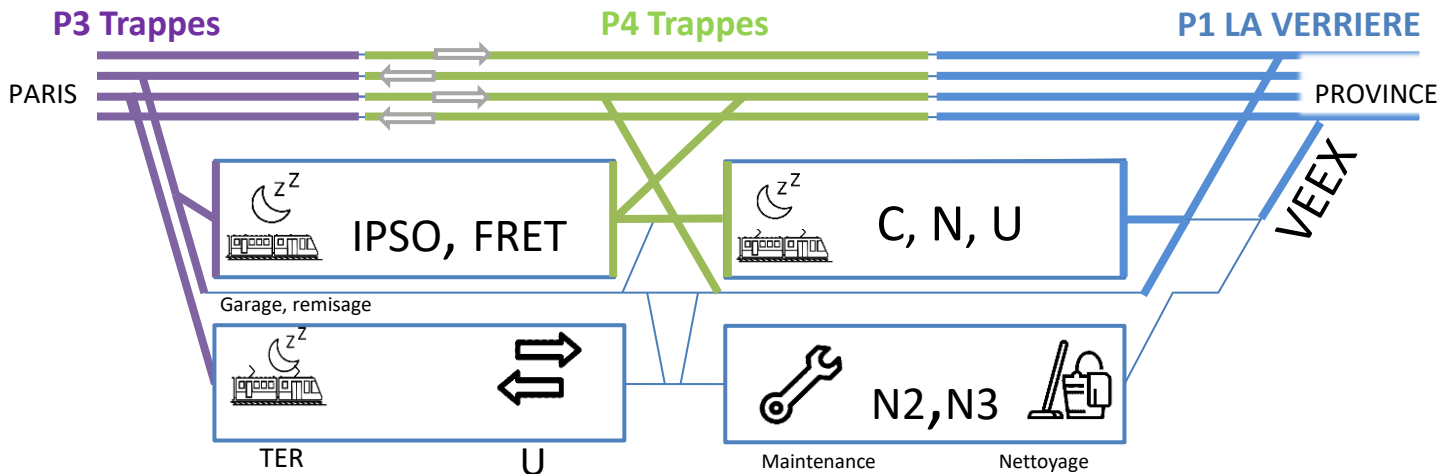 P3 Trappes
P4 Trappes
P1 LA VERRIERE
PARIS
PROVINCE
VEEX
z Z
IPSO, FRET
z Z
C, N, U
Garage, remisage
z Z
N2,N3
TER
U
Maintenance
Nettoyage